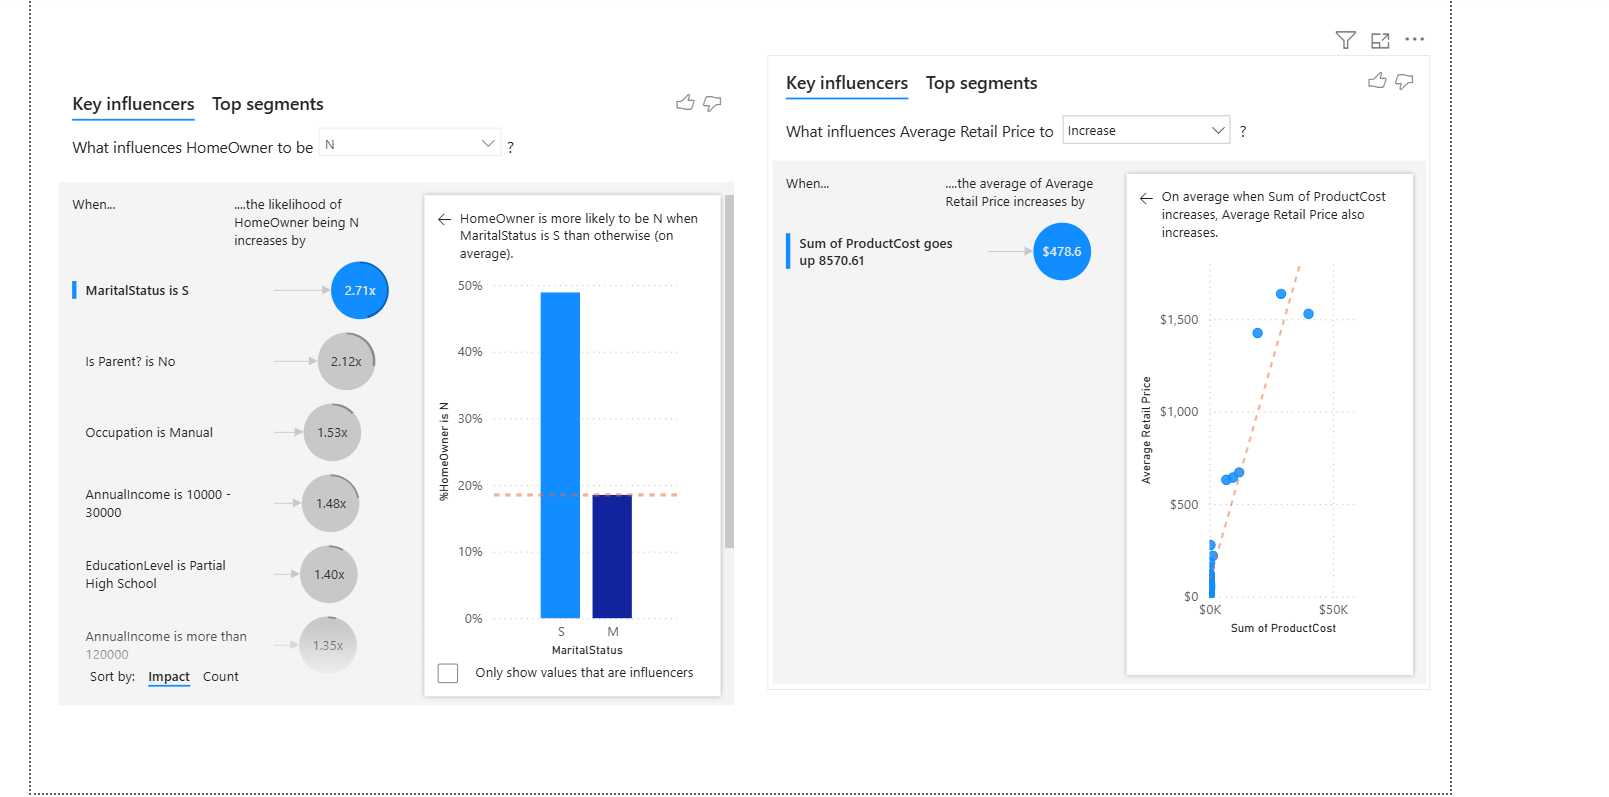 Key influencers
Top segments
What influences HomeOwner to be
N
?
When...
....the likelihood of
HomeOwner being N
increases by
MaritalStatus is S
2.71x
Is Parent? is No
2.12x
Occupation is Manual
1.53x
AnnualIncome is 10000 -
30000
1.48x
EducationLevel is Partial
High School
1.40x
AnnualIncome is more than
120000
1.35x
Sort by:
Impact
Count
HomeOwner is more likely to be N when
MaritalStatus is S than otherwise (on
average).
50%
40%
30%
20%
10%
0%
%HomeOwner is N
S
M
MaritalStatus
Only show values that are influencers
Key influencers
Top segments
What influences Average Retail Price to
Increase
?
When...
....the average of Average
Retail Price increases by
Sum of ProductCost goes
up 8570.61
$478.6
On average when Sum of ProductCost
increases, Average Retail Price also
increases.
$1,500
$1,000
$500
$0
Average Retail Price
$0K
$50K
Sum of ProductCost